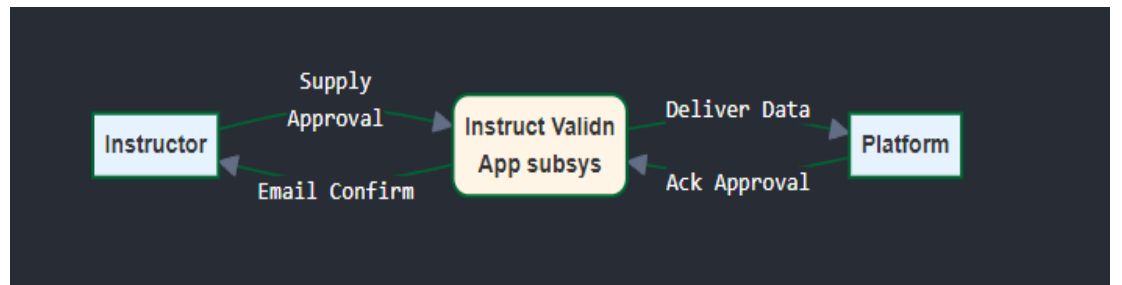 Supply
Approval
Instructor
Email Confirm
Instruct Validn
App subsys
Deliver Data
Ack Approval
Platform